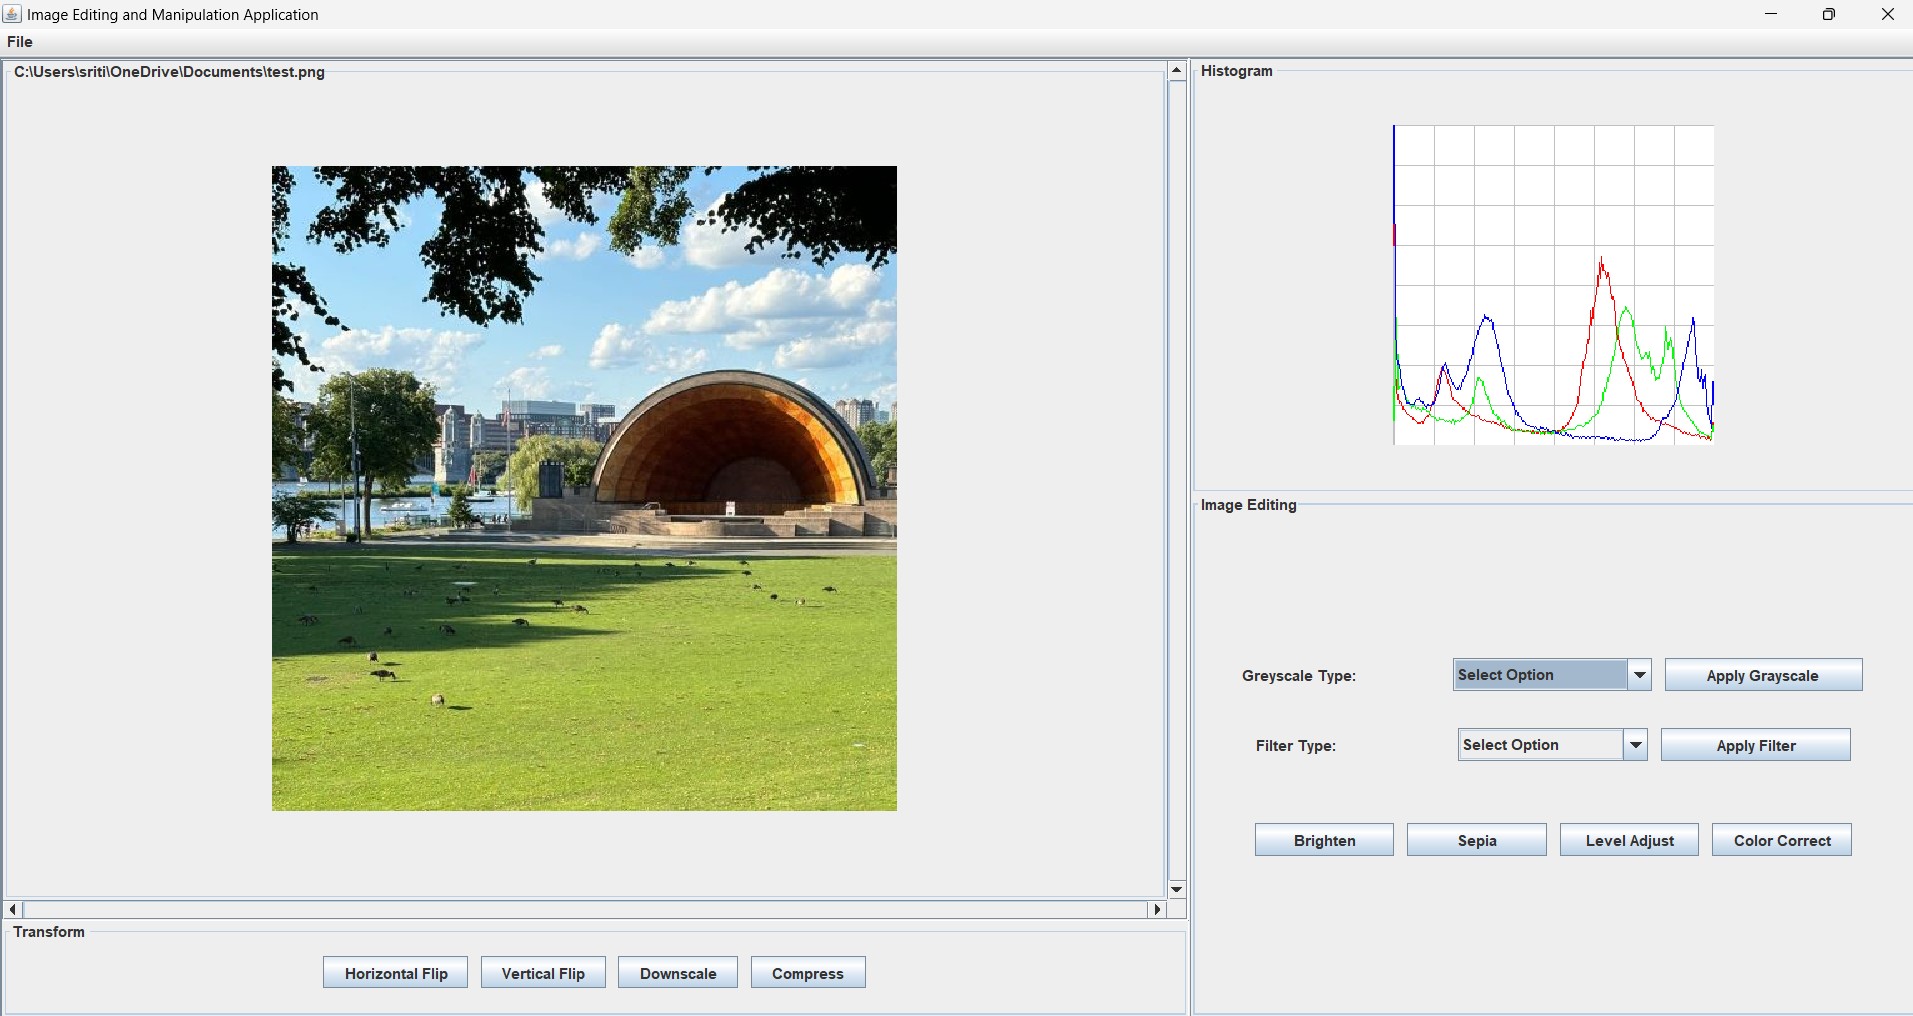 Image Editing and Manipulation Application
File
C:\Users\sriti\OneDrive\Documents\test.png
Histogram
Image Editing
Greyscale Type:
Select Option
Apply Grayscale
Filter Type:
Select Option
Apply Filter
Brighten
Sepia
Level Adjust
Color Correct
Transform
Horizontal Flip
Vertical Flip
Downscale
Compress